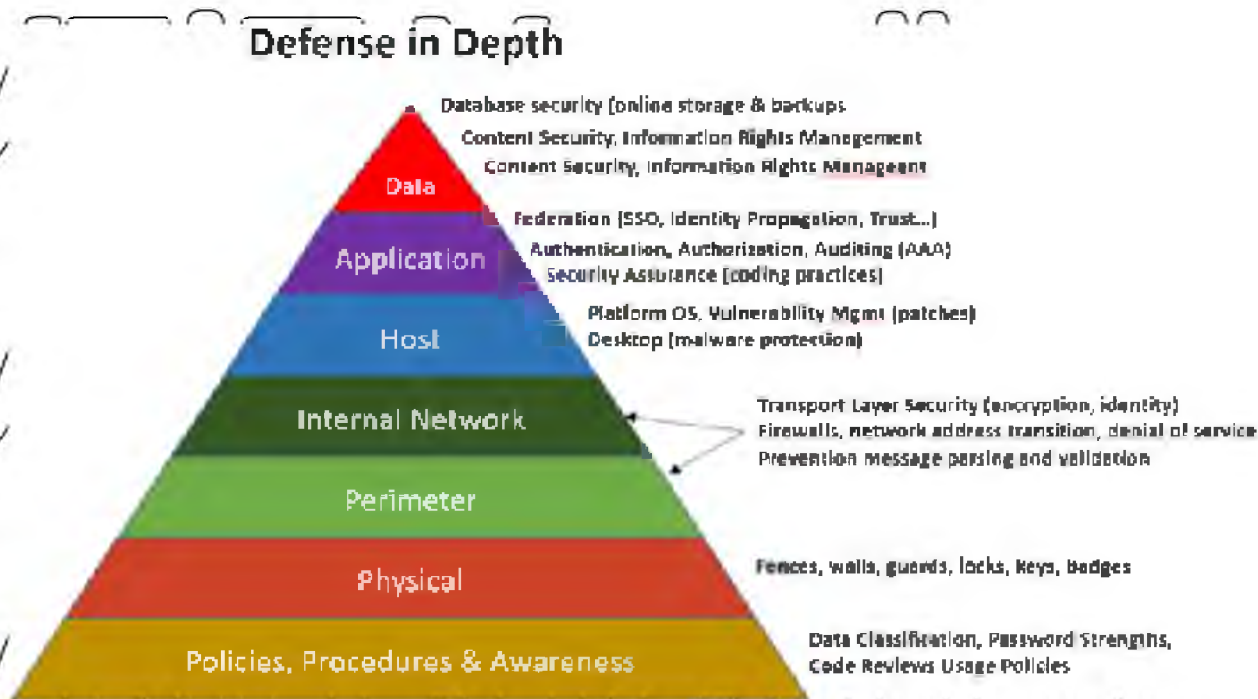 Defense in Depth
Database security (online storage & backups
Content Security, Information Rights Management
Content Security, Information Rights Manageent
Data
Federation (SSO, Identity Propagation, Trust...)
Application
Authentication, Authorization, Auditing (AAA)
Security Assurance (coding practices)
Platform OS, Vulnerability Mgmt (patches)
Host
Desktop (malware protection)
Internal Network
Transport Layer Security (encryption, identity)
Firewalls, network address transition, denial of service
Prevention message parsing and validation
Perimeter
Physical
Fences, walls, guards, locks, keys, badges
Policies, Procedures & Awareness
Data Classification, Password Strengths,
Code Reviews Usage Policies